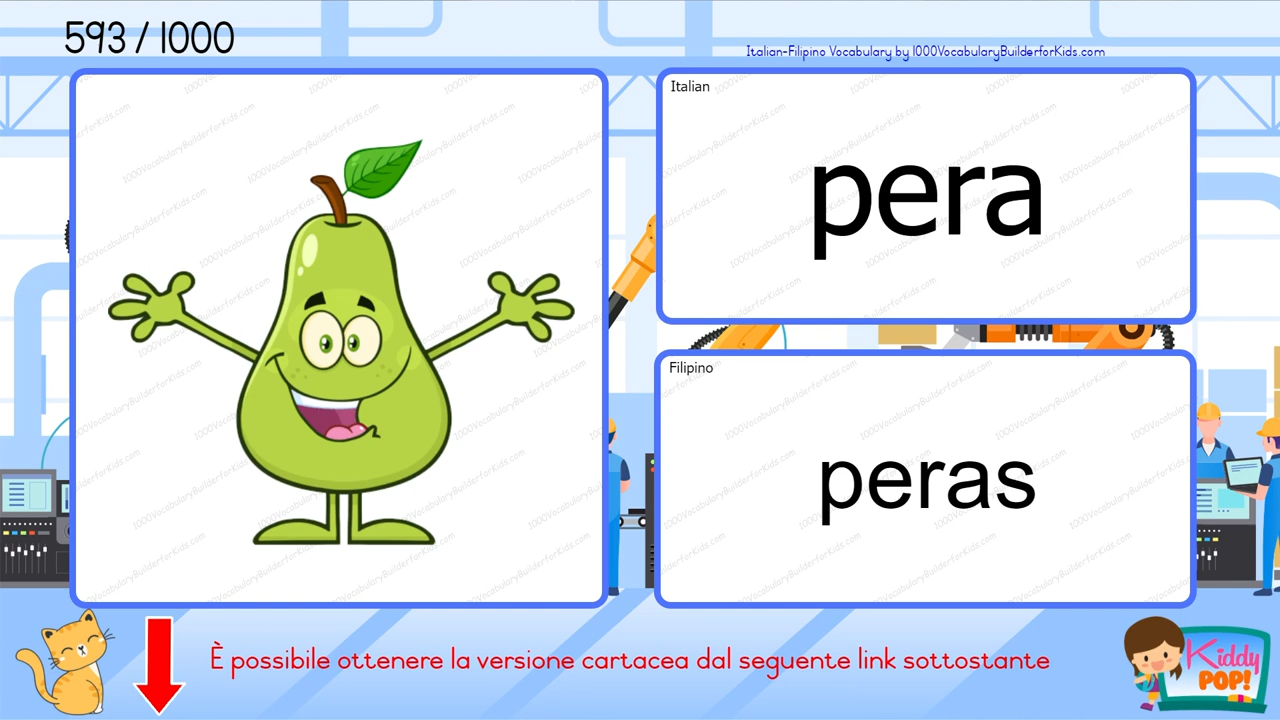 593 / 1000
Italian-Filipino Vocabulary by 1000VocabularyBuilderforKids.com
Italian
pera
Filipino
peras
È possibile ottenere la versione cartacea dal seguente link sottostante
Kiddy
POP!